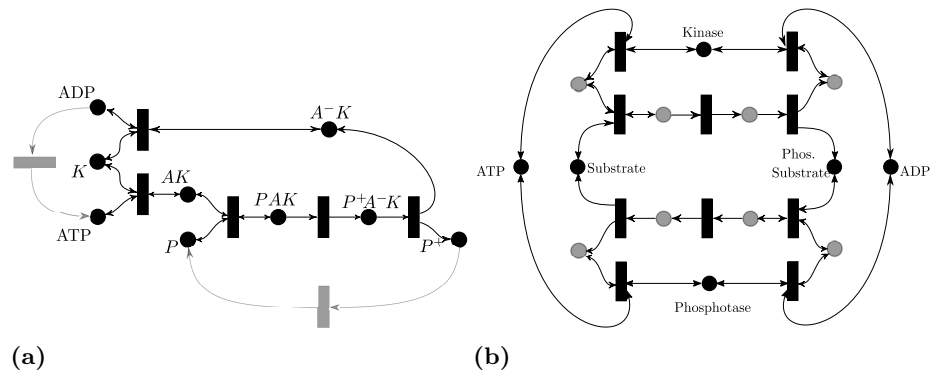 ADP
K
ATP
AK
P
A⁻K
PAK
P⁺A⁻K
P⁺
(a)
Kinase
ATP
Substrate
Phos.
Substrate
ADP
Phosphotase
(b)